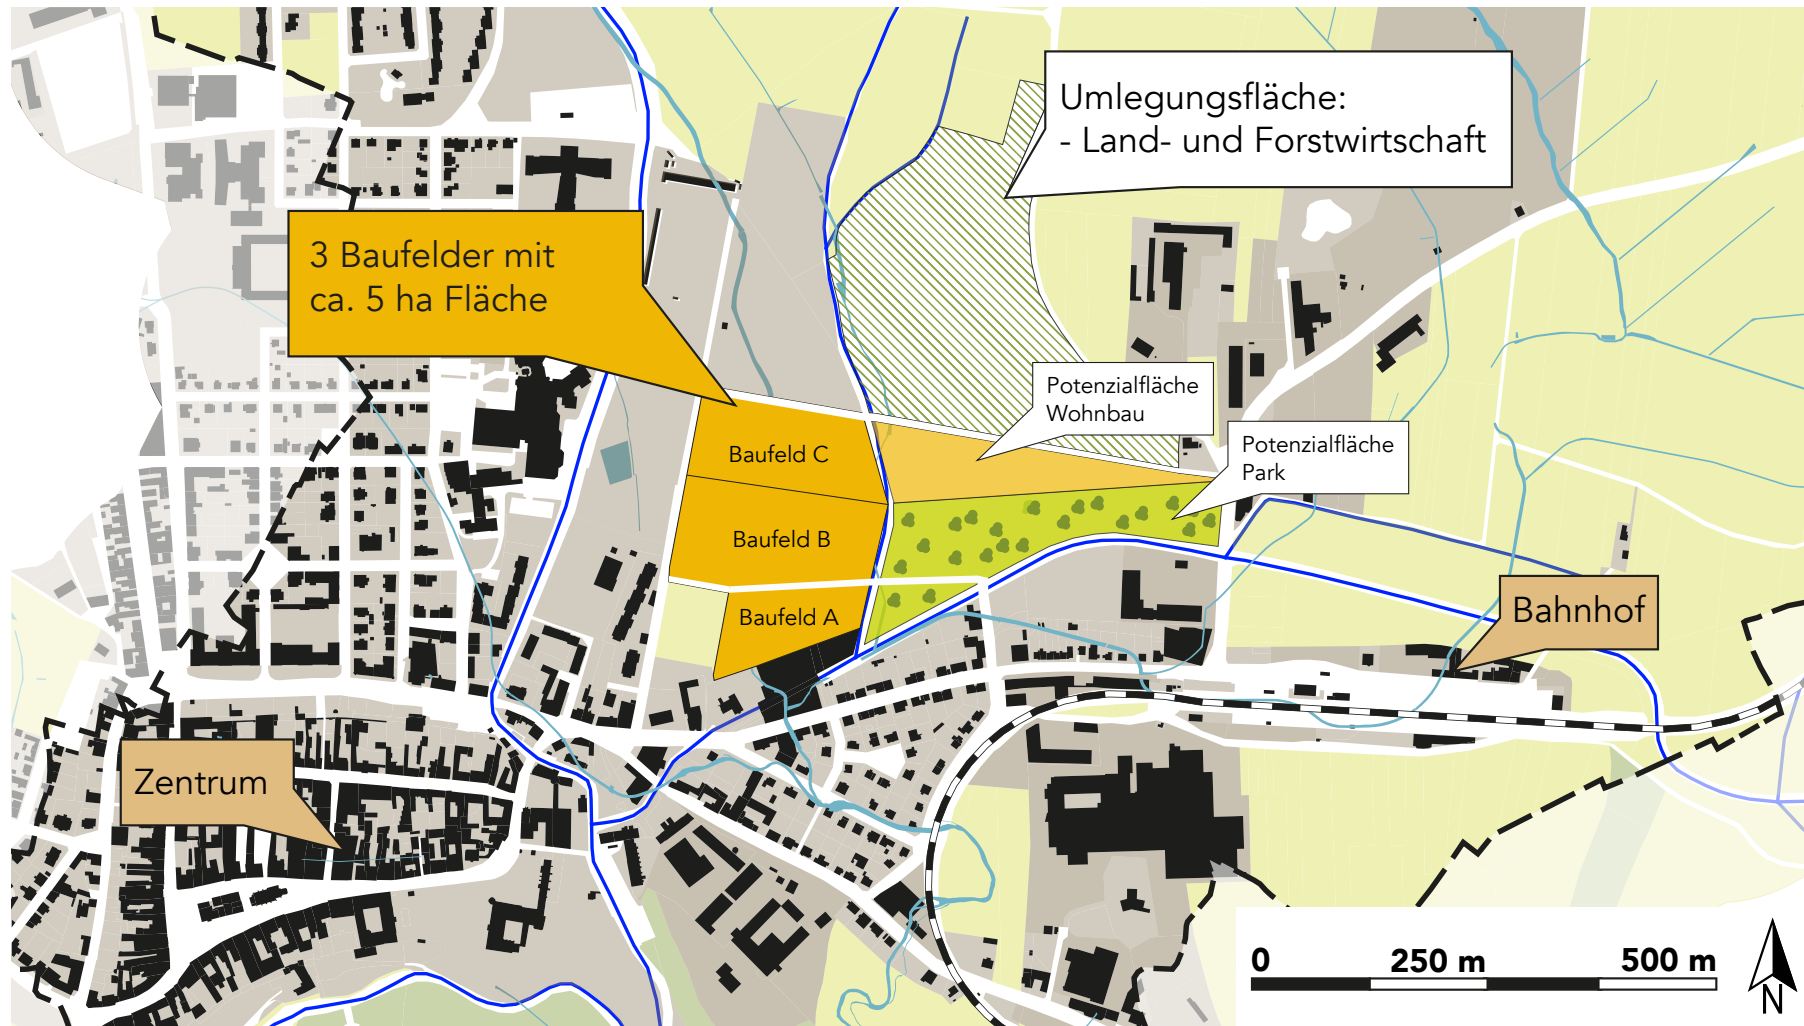 Umlegungsfläche:
- Land- und Forstwirtschaft
3 Baufelder mit
ca. 5 ha Fläche
Potenzialfläche
Wohnbau
Potenzialfläche
Park
Baufeld C
Baufeld B
Baufeld A
Bahnhof
Zentrum
0 250 m 500 m
N